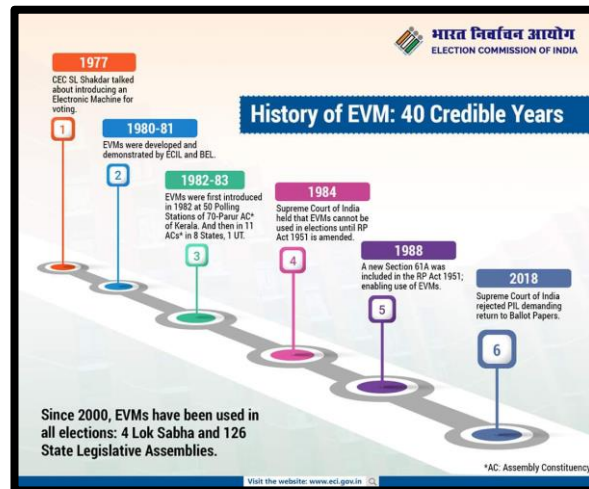 भारत निर्वाचन आयोग
ELECTION COMMISSION OF INDIA
History of EVM: 40 Credible Years
1977
CEC SL Shakdar talked
about introducing an
Electronic Machine for
voting.
1
1980-81
EVMs were developed and
demonstrated by ECIL and BEL.
2
1982-83
EVMs were first introduced
in 1982 at 50 Polling
Stations of 70-Parur AC*
of Kerala. And then in 11
ACs* in 8 States, 1 UT.
3
1984
Supreme Court of India
held that EVMs cannot be
used in elections until RP
Act 1951 is amended.
4
1988
A new Section 61A was
included in the RP Act 1951;
enabling use of EVMs.
5
2018
Supreme Court of India
rejected PIL demanding
return to Ballot Papers.
6
Since 2000, EVMs have been used in
all elections: 4 Lok Sabha and 126
State Legislative Assemblies.
*AC: Assembly Constituency
Visit the website: www.eci.gov.in